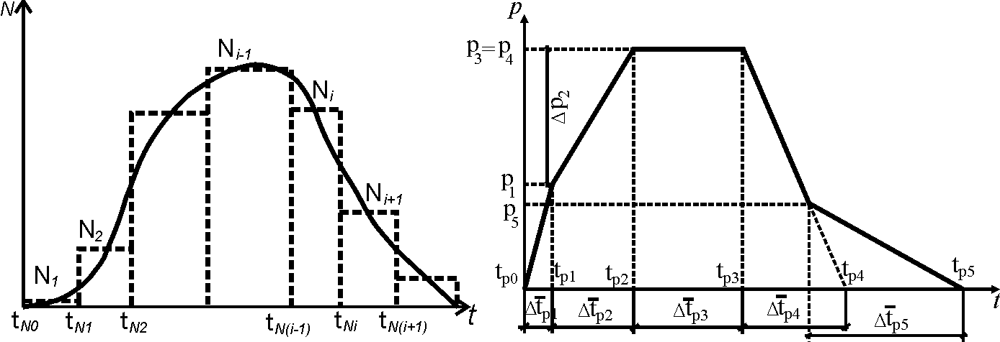 N
N1
N2
Ni-1
Ni
Ni+1
tN0
tN1
tN2
tN(i-1)
tNi
tN(i+1)
t
p
p3=p4
Δp2
p1
p5
tp0
tp1
tp2
tp3
tp4
tp5
t
Δt̅p1
Δt̅p2
Δt̅p3
Δt̅p4
Δt̅p5